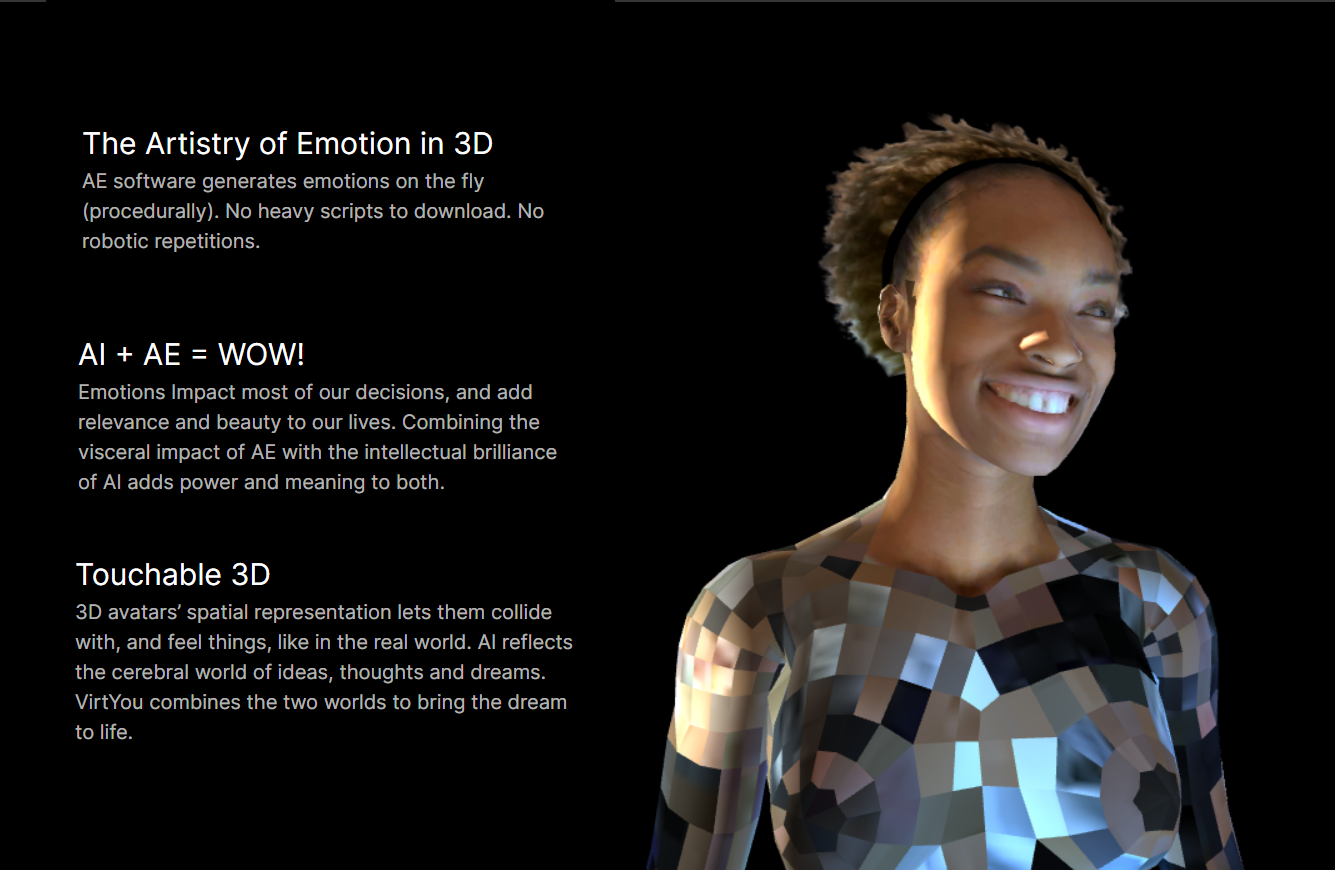 The Artistry of Emotion in 3D
AE software generates emotions on the fly
(procedurally). No heavy scripts to download. No
robotic repetitions.
AI + AE = WOW!
Emotions Impact most of our decisions, and add
relevance and beauty to our lives. Combining the
visceral impact of AE with the intellectual brilliance
of AI adds power and meaning to both.
Touchable 3D
3D avatars’ spatial representation lets them collide
with, and feel things, like in the real world. AI reflects
the cerebral world of ideas, thoughts and dreams.
VirtYou combines the two worlds to bring the dream
to life.